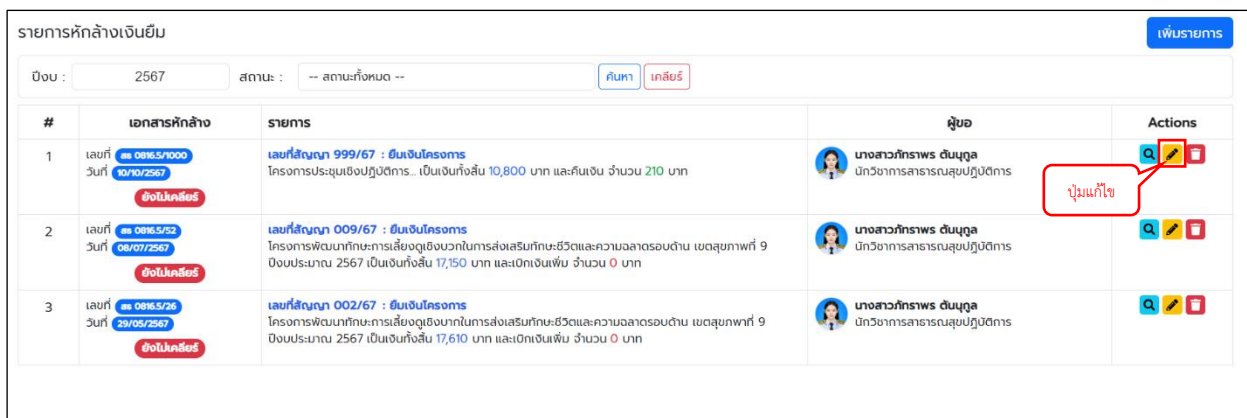 รายการหักล้างเงินยืม
เพิ่มรายการ
ปีงบ : 2567 สถานะ : -- สถานะทั้งหมด -- ค้นหา เคลียร์
# เอกสารหักล้าง รายการ ผู้ขอ Actions
1 เลขที่ สธ 0816.5/1000 เลขที่สัญญา 999/67 : ยืมเงินโครงการ นางสาวภัทราพร ตันนุกูล
วันที่ 10/10/2567 โครงการประชุมเชิงปฏิบัติการ... เป็นเงินทั้งสิ้น 10,800 บาท และคืนเงิน จำนวน 210 บาท นักวิชาการสาธารณสุขปฏิบัติการ
ยังไม่เคลียร์
ปุ่มแก้ไข
2 เลขที่ สธ 0816.5/52 เลขที่สัญญา 009/67 : ยืมเงินโครงการ นางสาวภัทราพร ตันนุกูล
วันที่ 08/07/2567 โครงการพัฒนาทักษะการเลี้ยงดูเชิงบวกในการส่งเสริมทักษะชีวิตและความฉลาดรอบด้าน เขตสุขภาพที่ 9 นักวิชาการสาธารณสุขปฏิบัติการ
ยังไม่เคลียร์ ปีงบประมาณ 2567 เป็นเงินทั้งสิ้น 17,150 บาท และเบิกเงินเพิ่ม จำนวน 0 บาท
3 เลขที่ สธ 0816.5/26 เลขที่สัญญา 002/67 : ยืมเงินโครงการ นางสาวภัทราพร ตันนุกูล
วันที่ 29/05/2567 โครงการพัฒนาทักษะการเลี้ยงดูเชิงบวกในการส่งเสริมทักษะชีวิตและความฉลาดรอบด้าน เขตสุขภาพที่ 9 นักวิชาการสาธารณสุขปฏิบัติการ
ยังไม่เคลียร์ ปีงบประมาณ 2567 เป็นเงินทั้งสิ้น 17,610 บาท และเบิกเงินเพิ่ม จำนวน 0 บาท